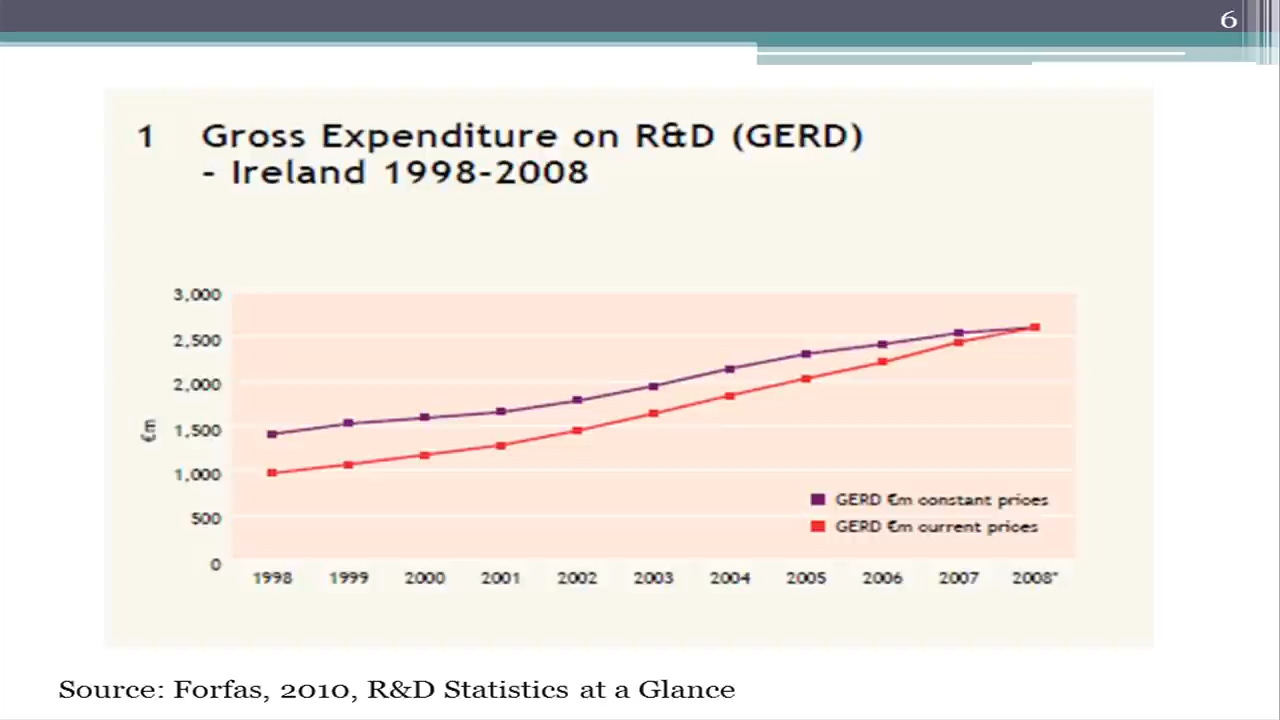 6
1 Gross Expenditure on R&D (GERD)
- Ireland 1998-2008
3,000
2,500
2,000
1,500
1,000
500
0
€m
GERD €m constant prices
GERD €m current prices
1998 1999 2000 2001 2002 2003 2004 2005 2006 2007 2008*
Source: Forfas, 2010, R&D Statistics at a Glance